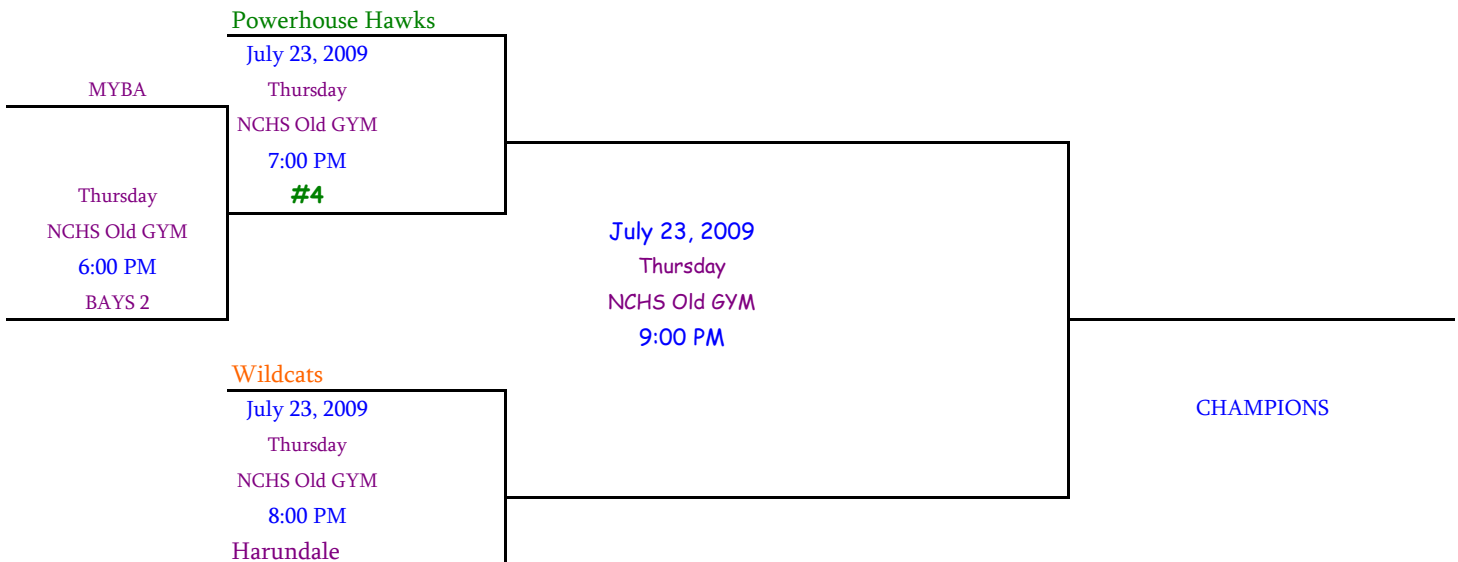 Powerhouse Hawks
July 23, 2009
MYBA
Thursday
NCHS Old GYM
7:00 PM
Thursday
#4
NCHS Old GYM
6:00 PM
BAYS 2
July 23, 2009
Thursday
NCHS Old GYM
9:00 PM
Wildcats
July 23, 2009
Thursday
NCHS Old GYM
8:00 PM
Harundale
CHAMPIONS